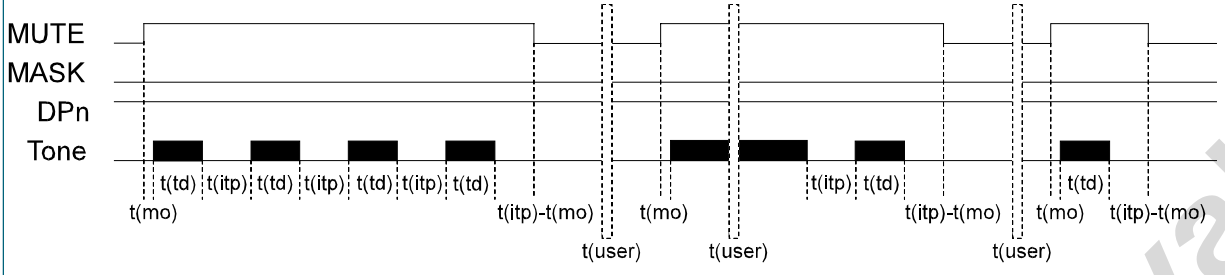 MUTE
MASK
DPn
Tone
t(td) t(itp) t(td) t(itp) t(td) t(itp) t(td) t(itp) t(td) t(td)
t(mo) t(itp)-t(mo) t(mo) t(itp)-t(mo) t(mo) t(itp)-t(mo)
t(user) t(user) t(user)